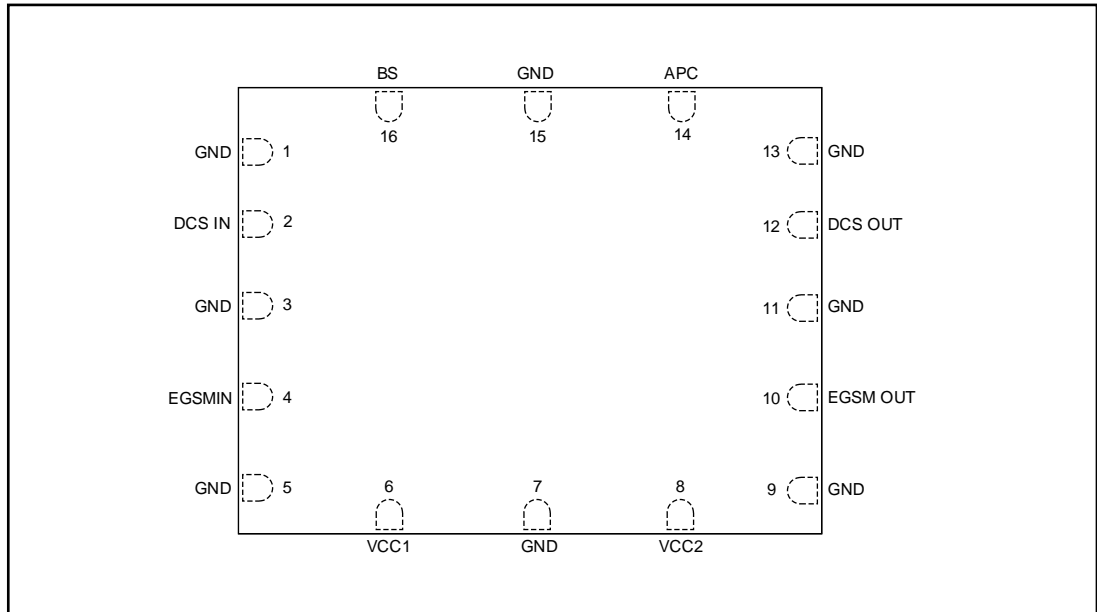 BS GND APC
16 15 14
GND 1 13 GND
DCS IN 2 12 DCS OUT
GND 3 11 GND
EGSMIN 4 10 EGSM OUT
GND 5 6 7 8 9 GND
VCC1 GND VCC2